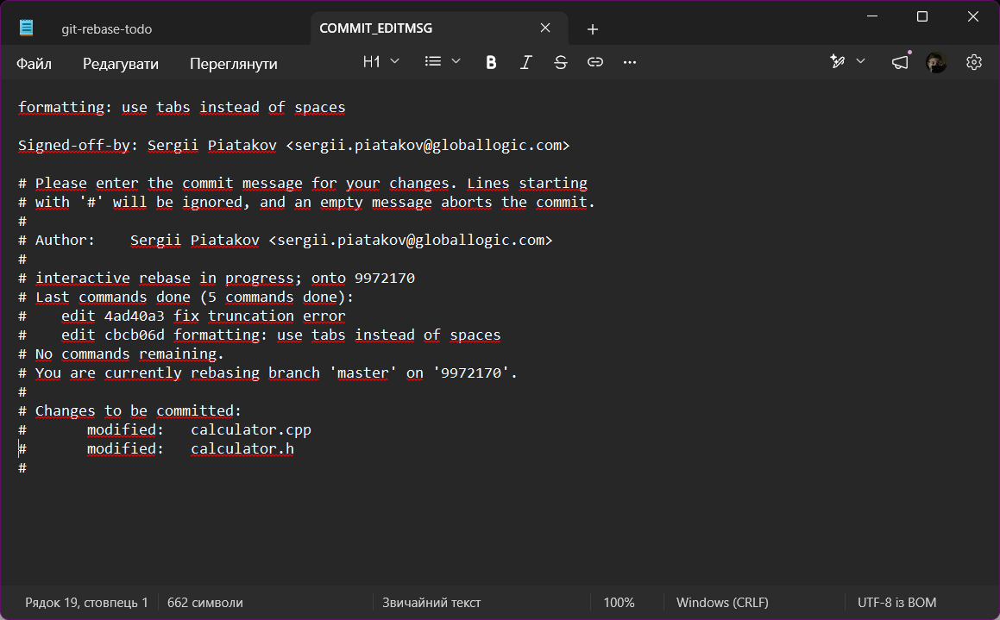 git-rebase-todo
COMMIT_EDITMSG
Файл Редагувати Переглянути H1 B I S
formatting: use tabs instead of spaces
Signed-off-by: Sergii Piatakov <sergii.piatakov@globallogic.com>
# Please enter the commit message for your changes. Lines starting
# with '#' will be ignored, and an empty message aborts the commit.
#
# Author:    Sergii Piatakov <sergii.piatakov@globallogic.com>
#
# interactive rebase in progress; onto 9972170
# Last commands done (5 commands done):
#    edit 4ad40a3 fix truncation error
#    edit cbcb06d formatting: use tabs instead of spaces
# No commands remaining.
# You are currently rebasing branch 'master' on '9972170'.
#
# Changes to be committed:
#       modified:   calculator.cpp
#       modified:   calculator.h
#
Рядок 19, стовпець 1 662 символи Звичайний текст 100% Windows (CRLF) UTF-8 із BOM